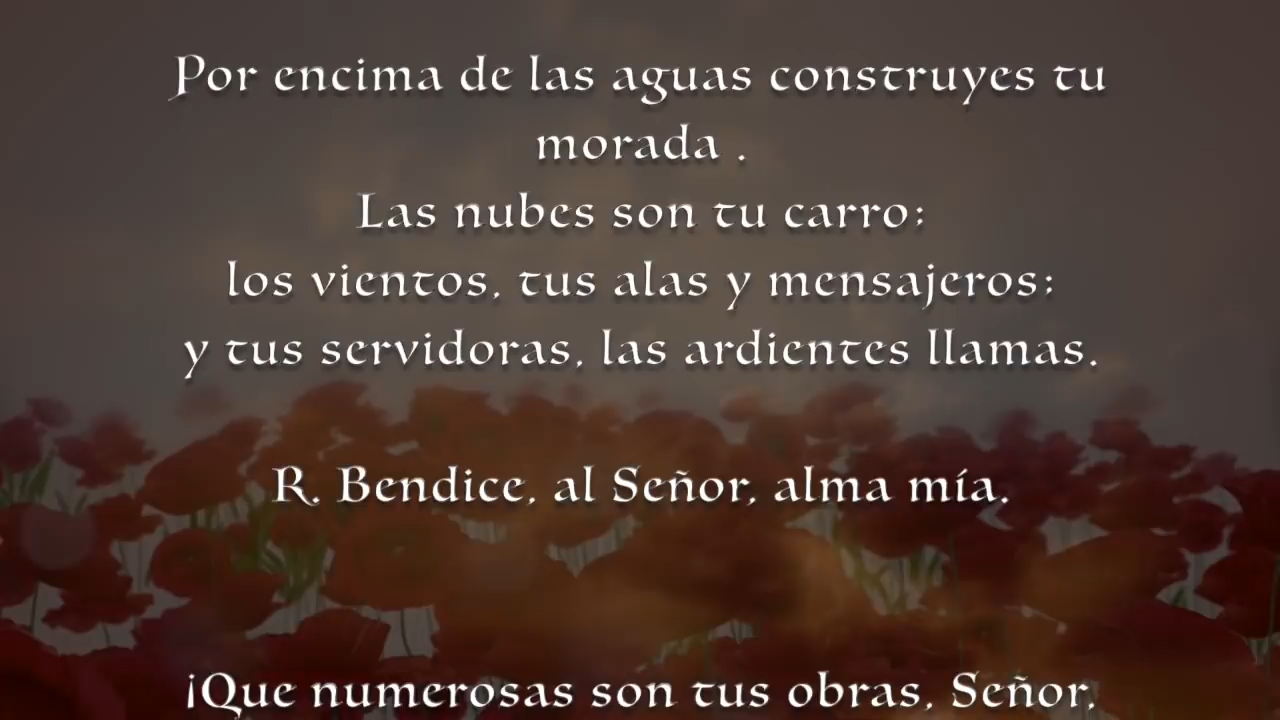 Por encima de las aguas construyes tu
morada .
Las nubes son tu carro;
los vientos, tus alas y mensajeros;
y tus servidoras, las ardientes llamas.
R. Bendice, al Señor, alma mía.
¡Que numerosas son tus obras, Señor,